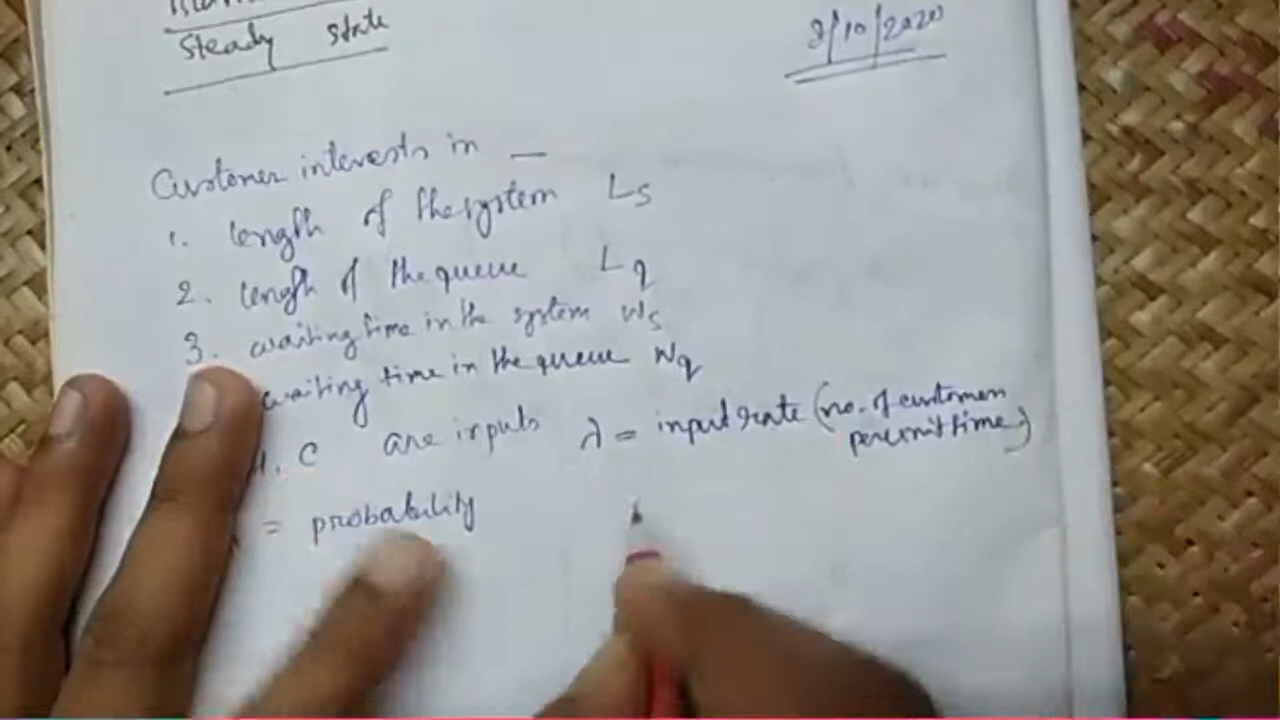 Steady state
8/10/2020
Customer interests in —
1. length of the system Ls
2. length of the queue Lq
3. waiting time in the system Ws
waiting time in the queue Wq
, C are inputs λ = input rate (no. of customers
per unit time)
= probability